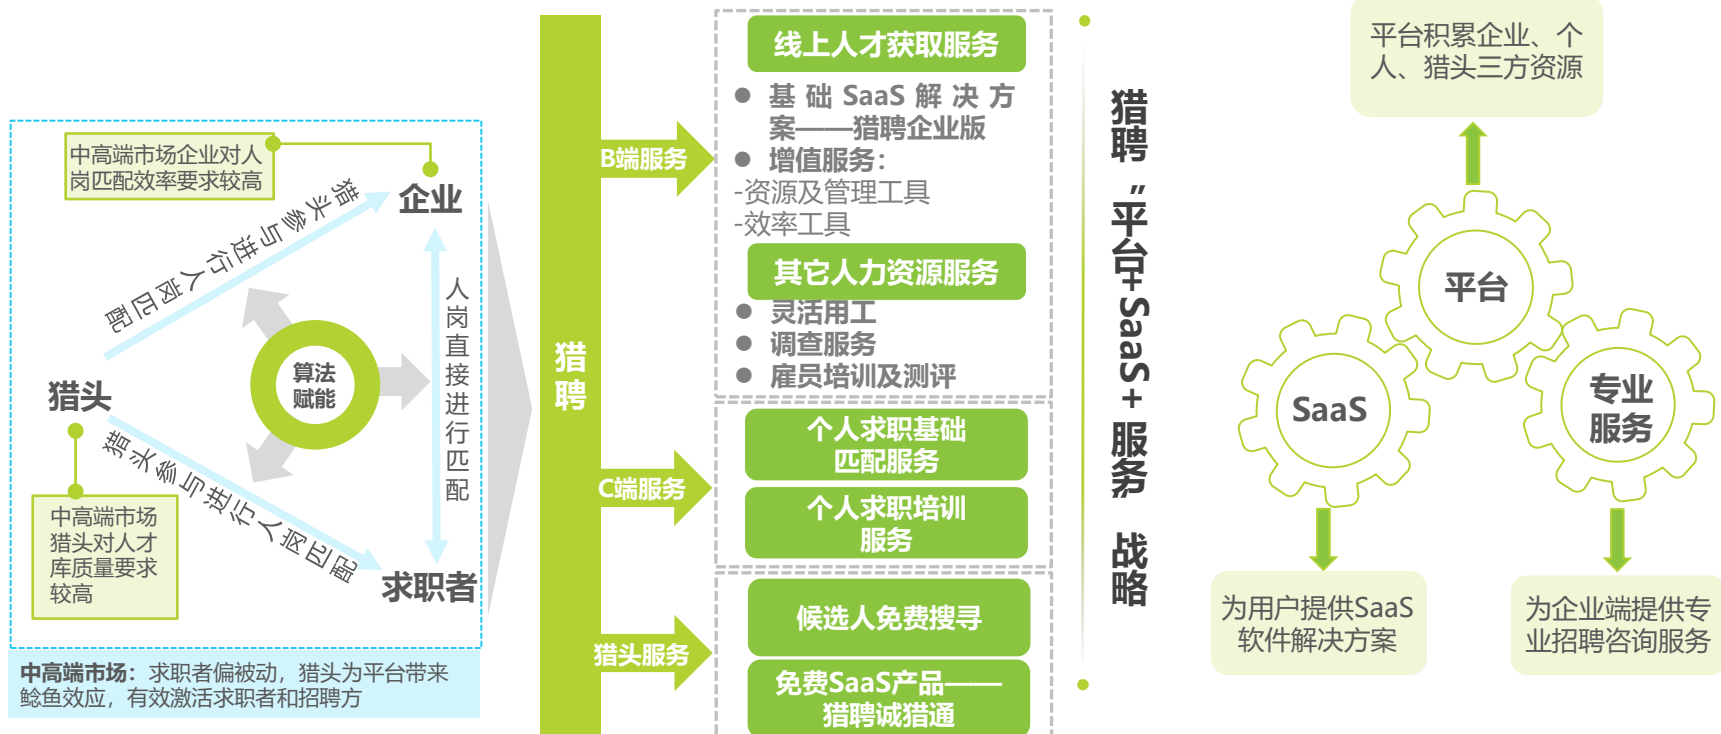 中高端市场企业对人
岗匹配效率要求较高
企业
猎头参与进行人岗匹配
人岗直接进行匹配
算法
赋能
猎头
猎头参与进行人岗匹配
中高端市场
猎头对人才
库质量要求
较高
求职者
中高端市场：求职者偏被动，猎头为平台带来
鲶鱼效应，有效激活求职者和招聘方
猎聘
B端服务
线上人才获取服务
● 基础SaaS解决方
案——猎聘企业版
● 增值服务：
-资源及管理工具
-效率工具
其它人力资源服务
● 灵活用工
● 调查服务
● 雇员培训及测评
C端服务
个人求职基础
匹配服务
个人求职培训
服务
猎头服务
候选人免费搜寻
免费SaaS产品——
猎聘诚猎通
猎聘“平台+SaaS+服务”战略
平台积累企业、个
人、猎头三方资源
平台
SaaS
专业
服务
为用户提供SaaS
软件解决方案
为企业端提供专
业招聘咨询服务